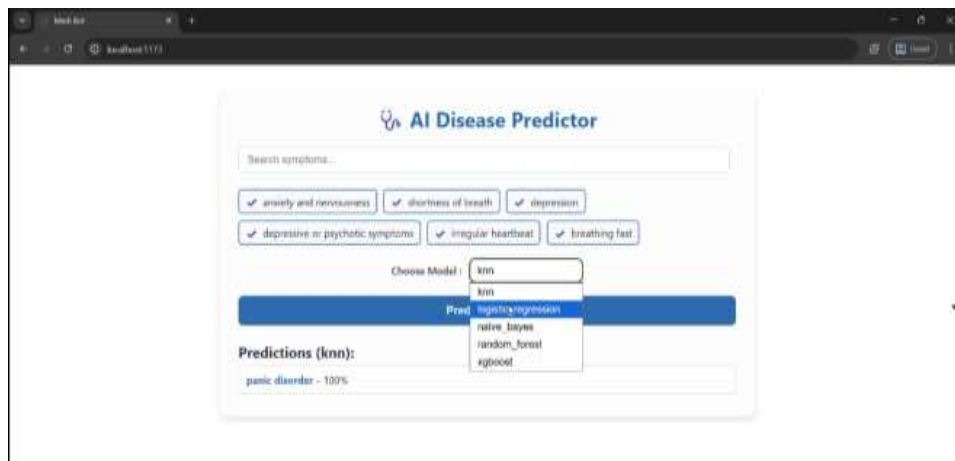 AI Disease Predictor
Search symptoms...
anxiety and nervousness shortness of breath depression
depressive or psychotic symptoms irregular heartbeat breathing fast
Choose Model : knn
knn
logistic_regression
naive_bayes
random_forest
xgboost
Predictions (knn):
panic disorder - 100%